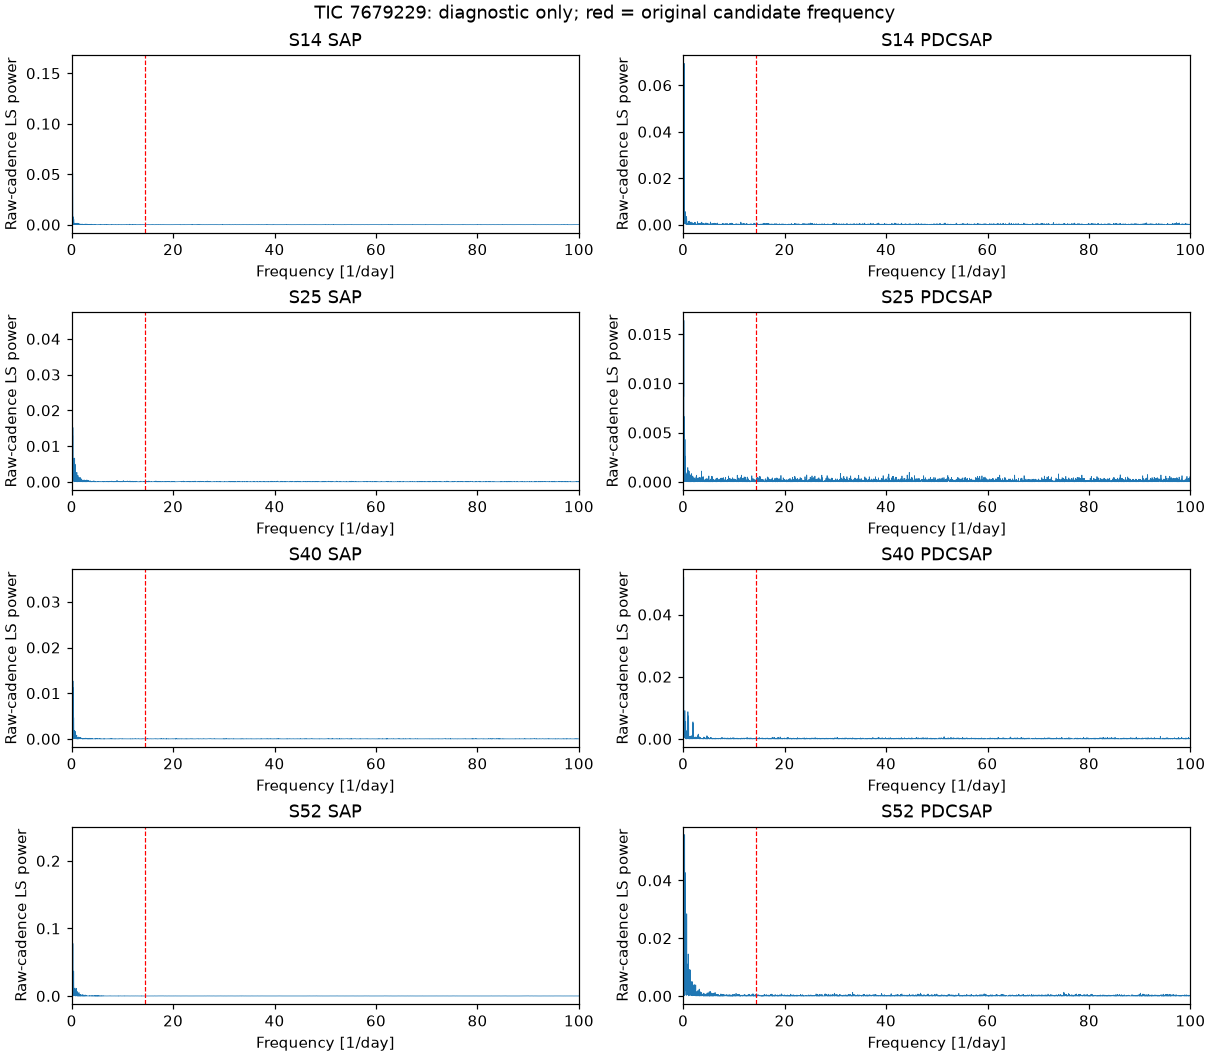 TIC 7679229: diagnostic only; red = original candidate frequency
S14 SAP
Raw-cadence LS power
0.15
0.10
0.05
0.00
0 20 40 60 80 100
Frequency [1/day]
S14 PDCSAP
Raw-cadence LS power
0.06
0.04
0.02
0.00
0 20 40 60 80 100
Frequency [1/day]
S25 SAP
Raw-cadence LS power
0.04
0.03
0.02
0.01
0.00
0 20 40 60 80 100
Frequency [1/day]
S25 PDCSAP
Raw-cadence LS power
0.015
0.010
0.005
0.000
0 20 40 60 80 100
Frequency [1/day]
S40 SAP
Raw-cadence LS power
0.03
0.02
0.01
0.00
0 20 40 60 80 100
Frequency [1/day]
S40 PDCSAP
Raw-cadence LS power
0.04
0.02
0.00
0 20 40 60 80 100
Frequency [1/day]
S52 SAP
Raw-cadence LS power
0.2
0.1
0.0
0 20 40 60 80 100
Frequency [1/day]
S52 PDCSAP
Raw-cadence LS power
0.04
0.02
0.00
0 20 40 60 80 100
Frequency [1/day]